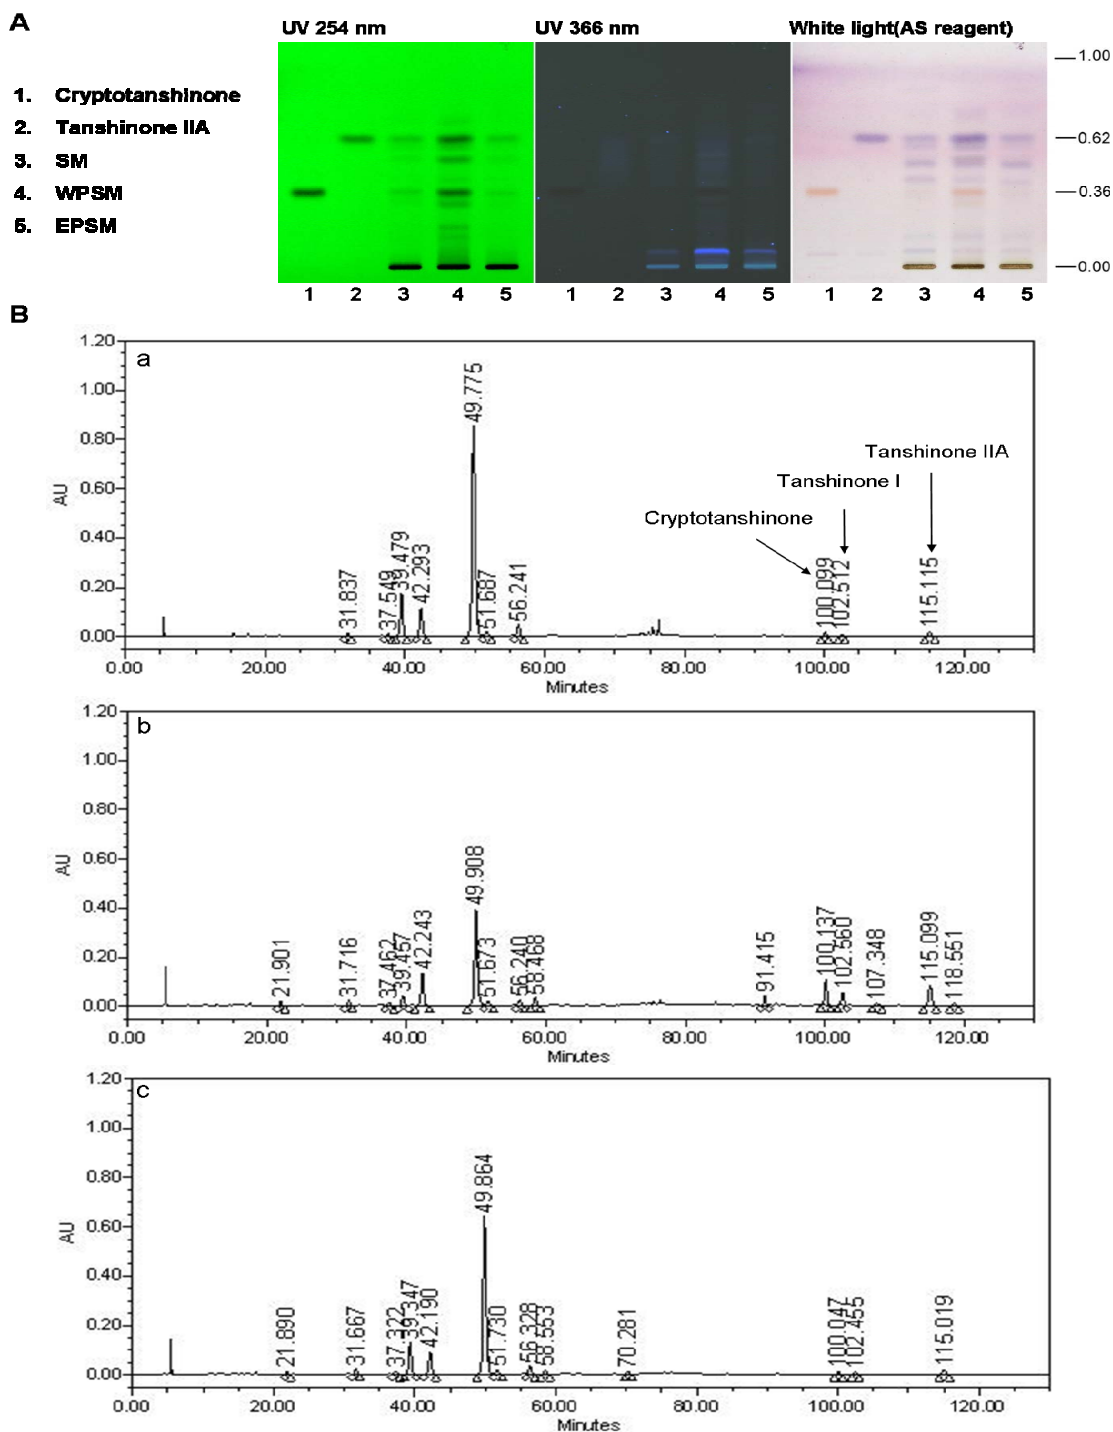 A
UV 254 nm
UV 366 nm
White light(AS reagent)
1. Cryptotanshinone
2. Tanshinone IIA
3. SM
4. WPSM
5. EPSM
1.00
0.62
0.36
0.00
1 2 3 4 5
1 2 3 4 5
1 2 3 4 5
B
a
1.20
1.00
0.80
0.60
0.40
0.20
0.00
AU
31.837
37.549
39.479
42.293
49.775
51.687
56.241
Cryptotanshinone
Tanshinone I
Tanshinone IIA
100.099
102.512
115.115
0.00 20.00 40.00 60.00 80.00 100.00 120.00
Minutes
b
1.20
1.00
0.80
0.60
0.40
0.20
0.00
AU
21.901
31.716
37.462
39.457
42.243
49.908
51.673
56.240
58.468
91.415
100.137
102.560
107.348
115.099
118.551
0.00 20.00 40.00 60.00 80.00 100.00 120.00
Minutes
c
1.20
1.00
0.80
0.60
0.40
0.20
0.00
AU
21.890
31.667
37.322
39.347
42.190
49.864
51.730
56.328
58.553
70.281
100.047
102.455
115.019
0.00 20.00 40.00 60.00 80.00 100.00 120.00
Minutes